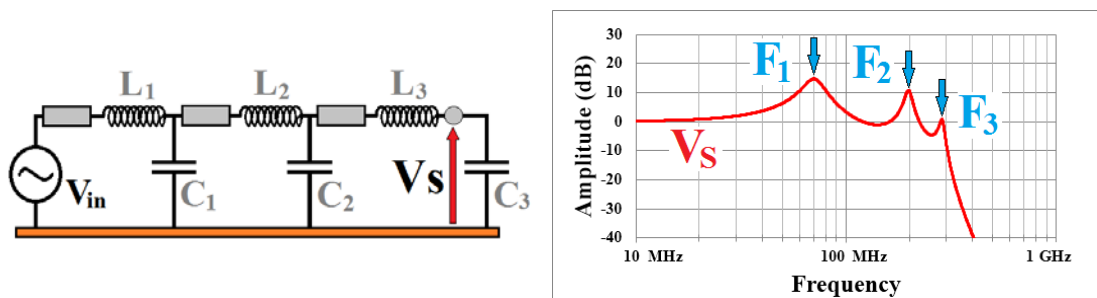 L1
L2
L3
Vin
C1
C2
Vs
C3
30
20
10
0
-10
-20
-30
-40
Amplitude (dB)
F1
F2
F3
VS
10 MHz
100 MHz
1 GHz
Frequency